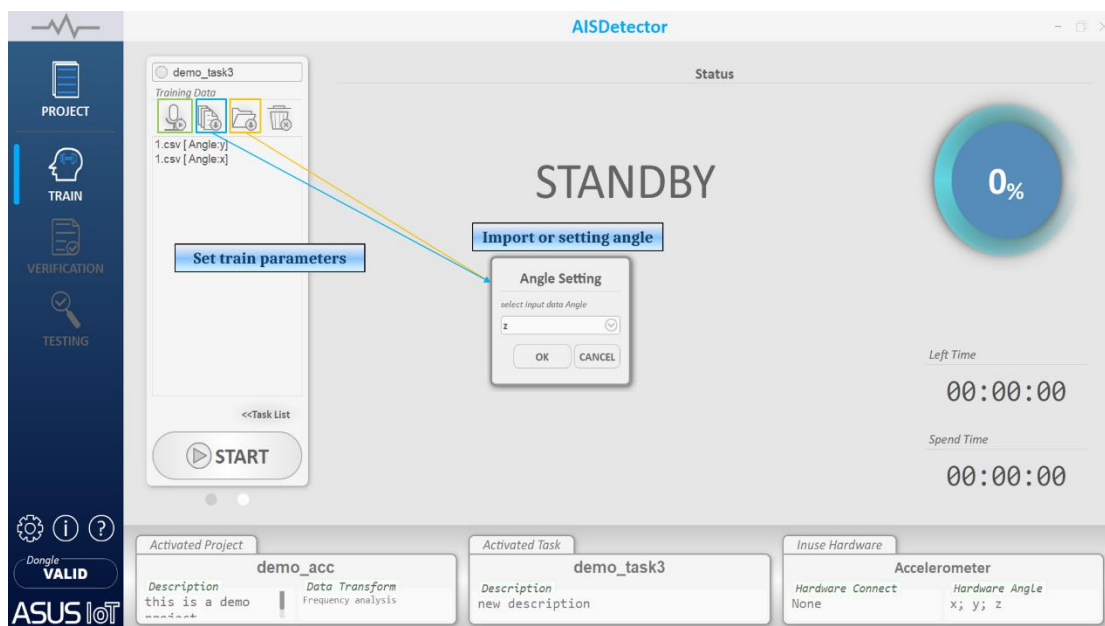 AISDetector
PROJECT
TRAIN
VERIFICATION
TESTING
Dongle
VALID
ASUS IoT
demo_task3
Training Data
1.csv [ Angle:y]
1.csv [ Angle:x]
Set train parameters
<<Task List
START
Status
STANDBY
0%
Import or setting angle
Angle Setting
select input data Angle
z
OK
CANCEL
Left Time
00:00:00
Spend Time
00:00:00
Activated Project
demo_acc
Description
this is a demo
Data Transform
Frequency analysis
Activated Task
demo_task3
Description
new description
Inuse Hardware
Accelerometer
Hardware Connect
None
Hardware Angle
x; y; z